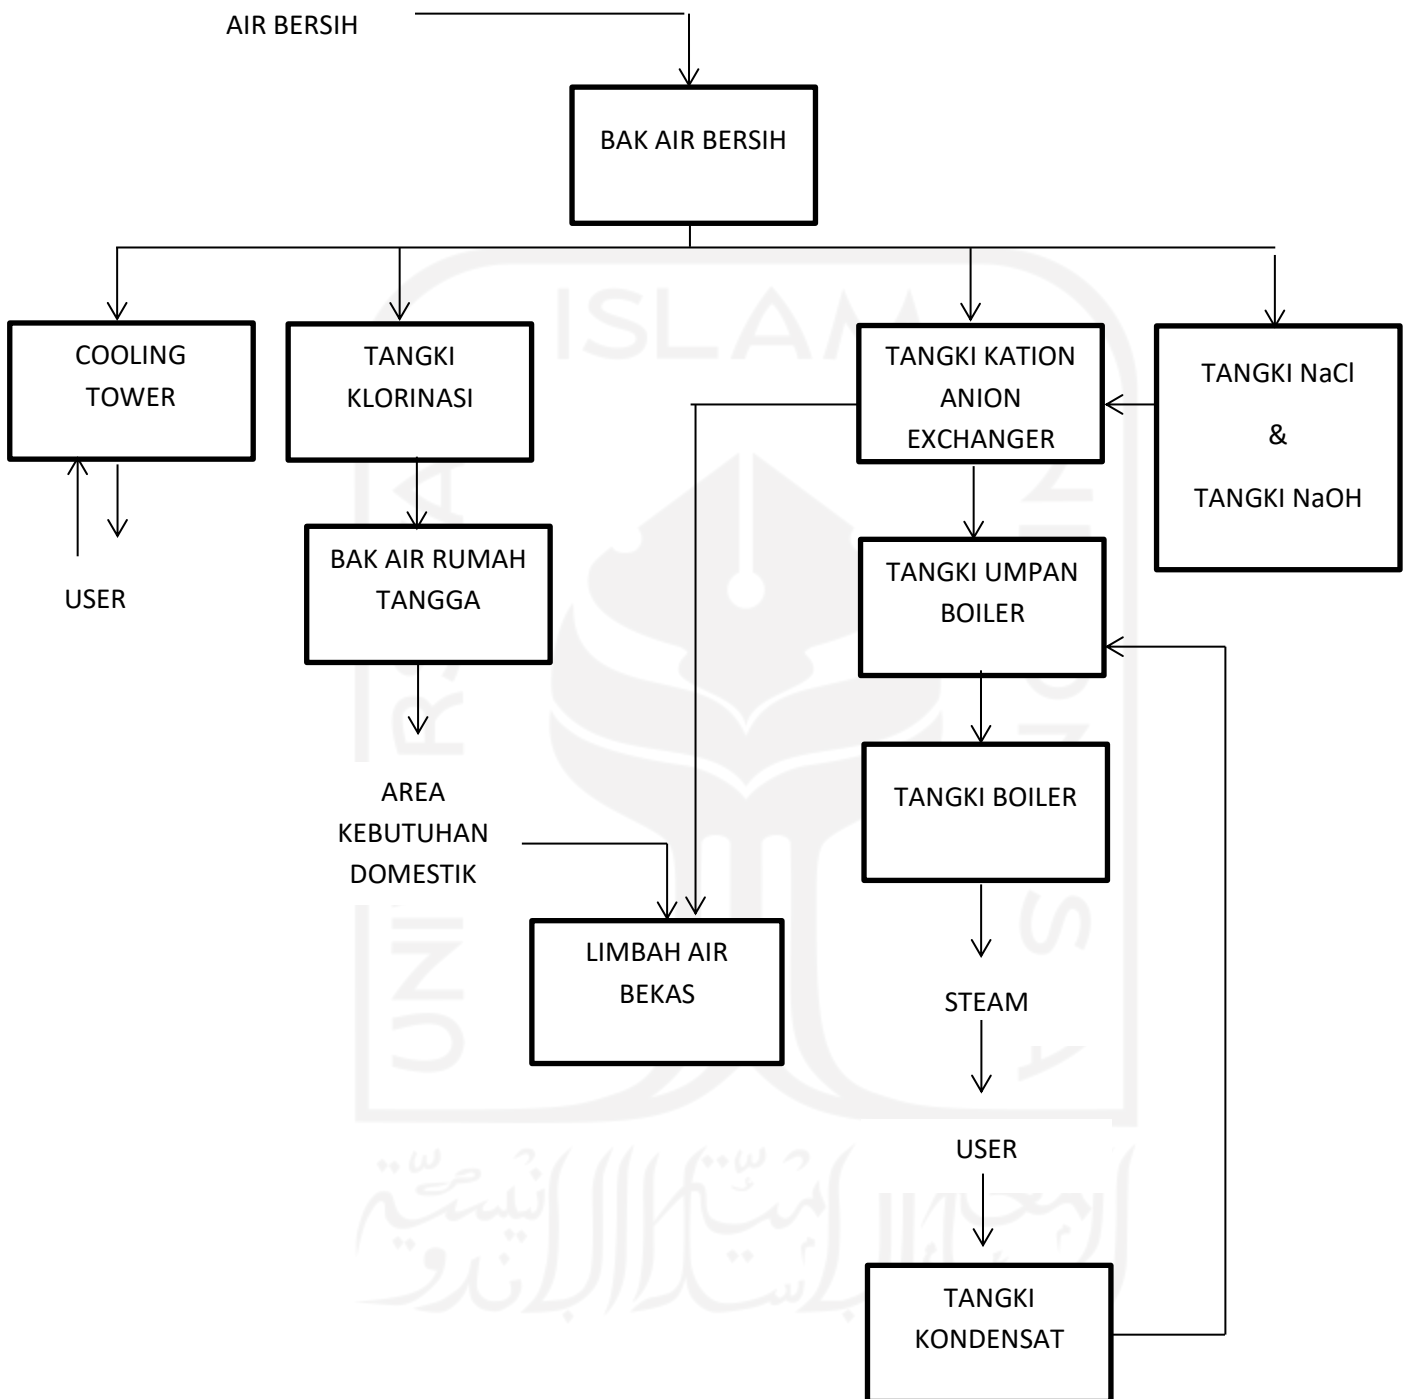 AIR BERSIH
BAK AIR BERSIH
COOLING
TOWER
TANGKI
KLORINASI
TANGKI KATION
ANION
EXCHANGER
TANGKI NaCl
&
TANGKI NaOH
USER
BAK AIR RUMAH
TANGGA
TANGKI UMPAN
BOILER
AREA
KEBUTUHAN
DOMESTIK
TANGKI BOILER
LIMBAH AIR
BEKAS
STEAM
USER
TANGKI
KONDENSAT
ISLAM